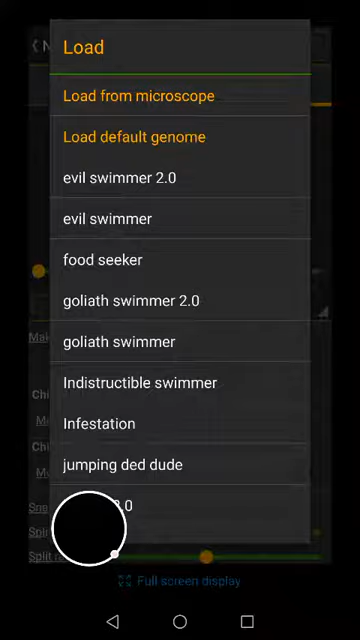 Load
Load from microscope
Load default genome
evil swimmer 2.0
evil swimmer
food seeker
goliath swimmer 2.0
goliath swimmer
Indistructible swimmer
Infestation
jumping ded dude
.0
Full screen display